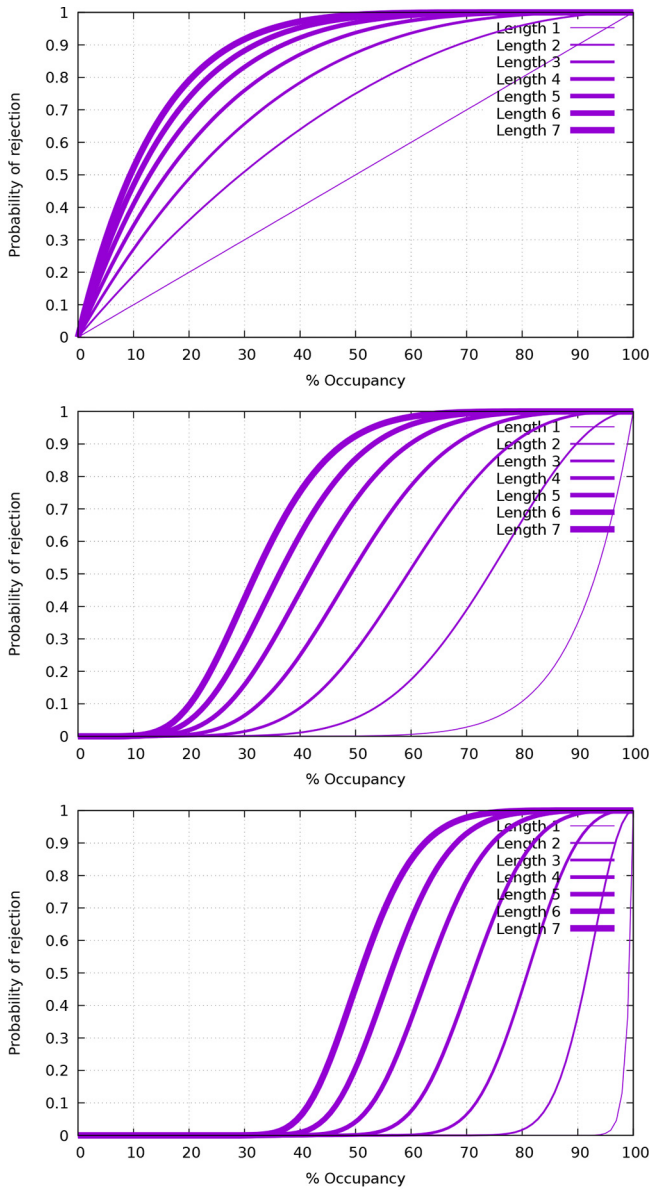 1
0.9
0.8
0.7
0.6
0.5
0.4
0.3
0.2
0.1
0
Probability of rejection
Length 1
Length 2
Length 3
Length 4
Length 5
Length 6
Length 7
0 10 20 30 40 50 60 70 80 90 100
% Occupancy
1
0.9
0.8
0.7
0.6
0.5
0.4
0.3
0.2
0.1
0
Probability of rejection
Length 1
Length 2
Length 3
Length 4
Length 5
Length 6
Length 7
0 10 20 30 40 50 60 70 80 90 100
% Occupancy
1
0.9
0.8
0.7
0.6
0.5
0.4
0.3
0.2
0.1
0
Probability of rejection
Length 1
Length 2
Length 3
Length 4
Length 5
Length 6
Length 7
0 10 20 30 40 50 60 70 80 90 100
% Occupancy